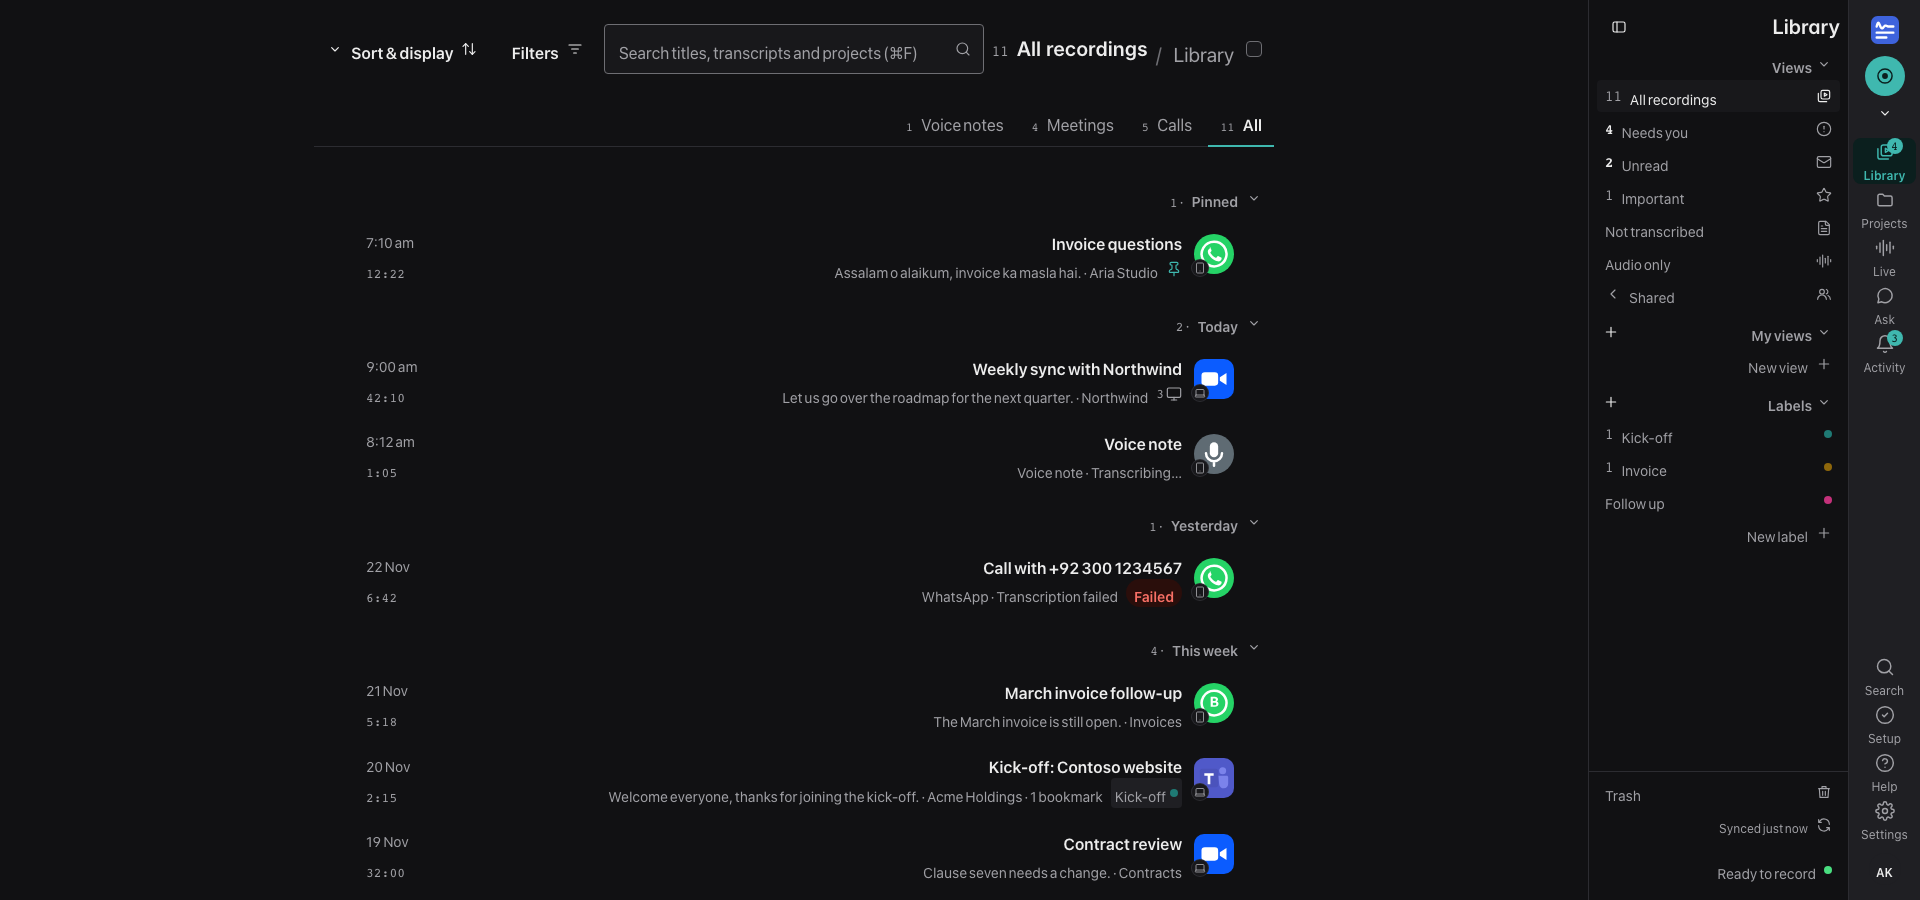 Library
Views
All recordings 11
Needs you 4
Unread 2
Important 1
Not transcribed
Audio only
Shared
My views
New view
Labels
Kick-off 1
Invoice 1
Follow up
New label
Trash
Synced just now
Ready to record
4
Library
Projects
Live
Ask
3
Activity
Search
Setup
Help
Settings
AK
Library / All recordings 11
Search titles, transcripts and projects (⌘F)
Filters
Sort & display
All 11
Calls 5
Meetings 4
Voice notes 1
Pinned · 1
Invoice questions
7:10 am
Assalam o alaikum, invoice ka masla hai. · Aria Studio
12:22
Today · 2
Weekly sync with Northwind
9:00 am
Let us go over the roadmap for the next quarter. · Northwind 3
42:10
Voice note
8:12 am
Voice note · Transcribing...
1:05
Yesterday · 1
Call with +92 300 1234567
22 Nov
WhatsApp · Transcription failed Failed
6:42
This week · 4
B
March invoice follow-up
21 Nov
The March invoice is still open. · Invoices
5:18
T
Kick-off: Contoso website
20 Nov
Welcome everyone, thanks for joining the kick-off. · Acme Holdings · 1 bookmark Kick-off
2:15
Contract review
19 Nov
Clause seven needs a change. · Contracts
32:00